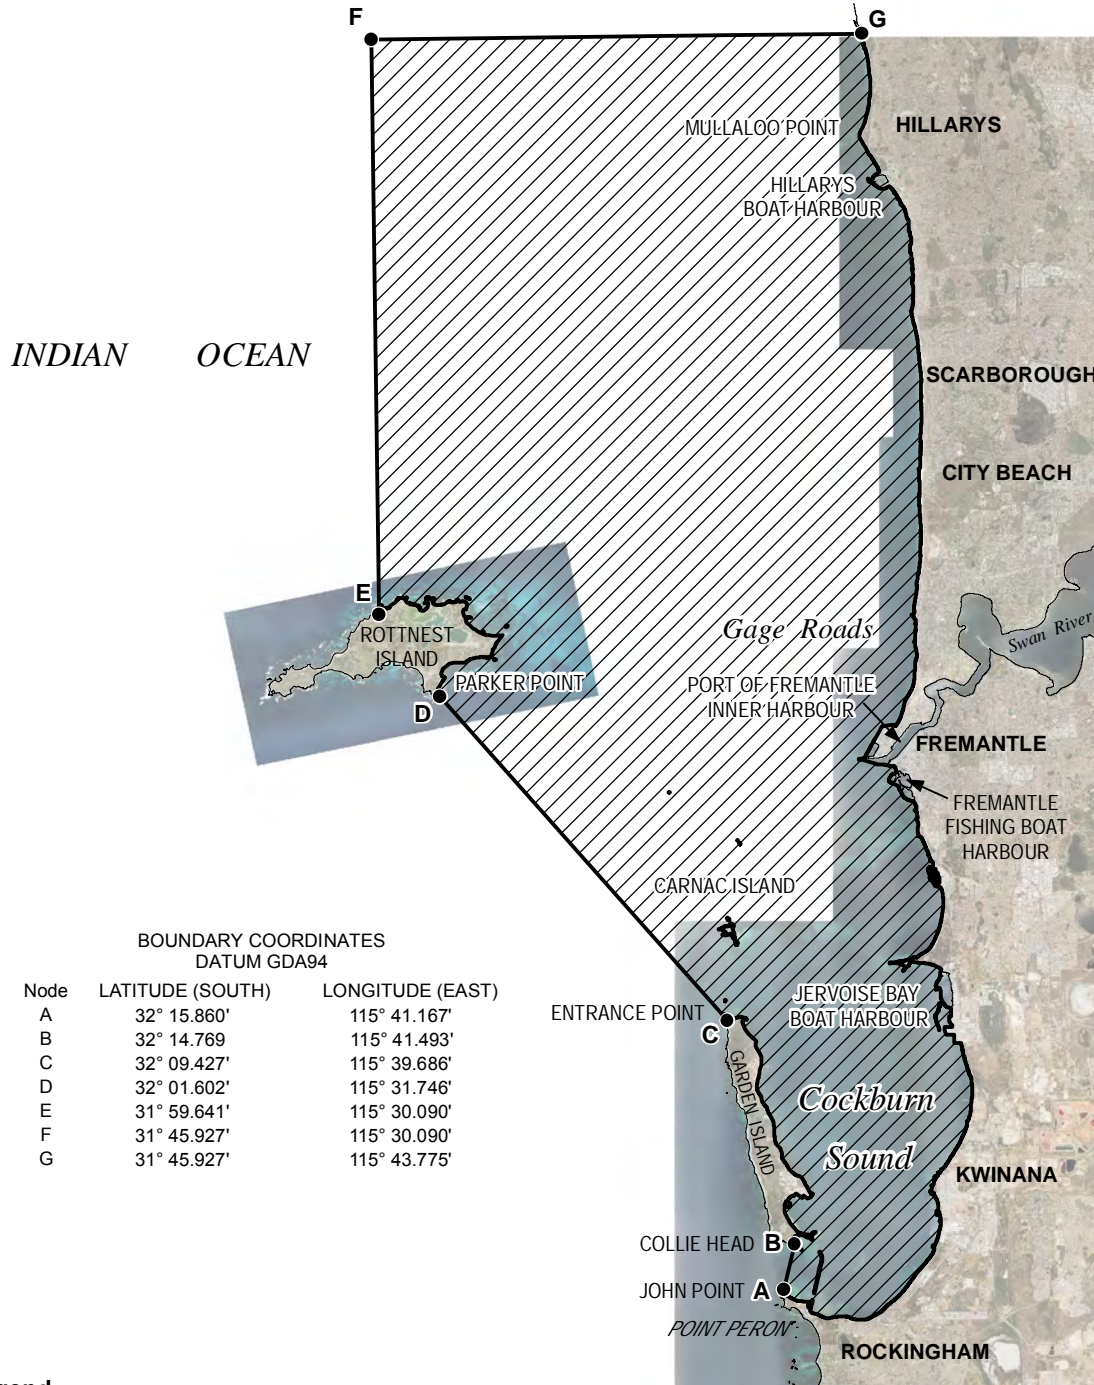 F
G
MULLALOO POINT
HILLARYS
HILLARYS
BOAT HARBOUR
INDIAN OCEAN
SCARBOROUGH
CITY BEACH
E
ROTTNEST
ISLAND
Gage Roads
Swan River
PARKER POINT
D
PORT OF FREMANTLE
INNER HARBOUR
FREMANTLE
FREMANTLE
FISHING BOAT
HARBOUR
CARNAC ISLAND
BOUNDARY COORDINATES
DATUM GDA94
Node LATITUDE (SOUTH) LONGITUDE (EAST)
A 32° 15.860' 115° 41.167'
B 32° 14.769 115° 41.493'
C 32° 09.427' 115° 39.686'
D 32° 01.602' 115° 31.746'
E 31° 59.641' 115° 30.090'
F 31° 45.927' 115° 30.090'
G 31° 45.927' 115° 43.775'
ENTRANCE POINT
C
JERVOISE BAY
BOAT HARBOUR
GARDEN ISLAND
Cockburn
Sound
KWINANA
COLLIE HEAD B
JOHN POINT A
POINT PERON
ROCKINGHAM